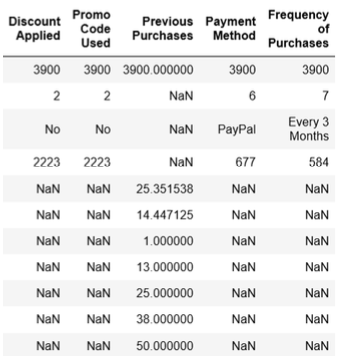 Discount Applied Promo Code Used Previous Purchases Payment Method Frequency of Purchases
3900 3900 3900.000000 3900 3900
2 2 NaN 6 7
No No NaN PayPal Every 3 Months
2223 2223 NaN 677 584
NaN NaN 25.351538 NaN NaN
NaN NaN 14.447125 NaN NaN
NaN NaN 1.000000 NaN NaN
NaN NaN 13.000000 NaN NaN
NaN NaN 25.000000 NaN NaN
NaN NaN 38.000000 NaN NaN
NaN NaN 50.000000 NaN NaN